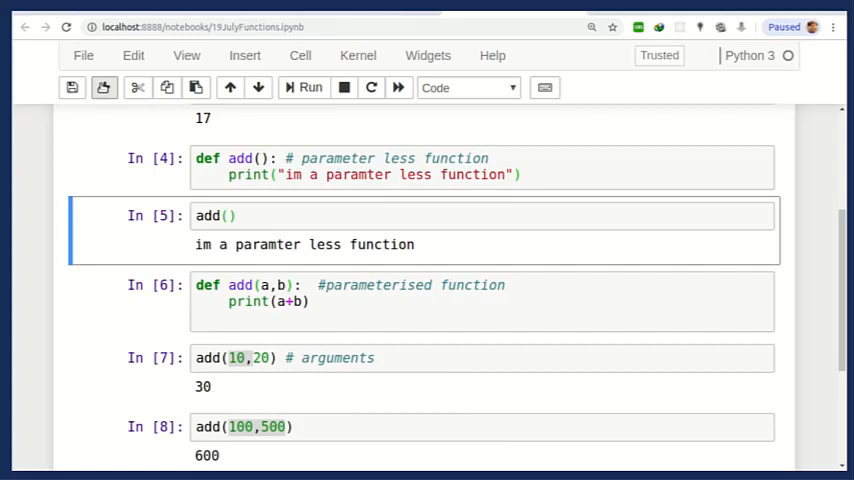 localhost:8888/notebooks/19JulyFunctions.ipynb
Paused
File Edit View Insert Cell Kernel Widgets Help
Trusted
Python 3
Run
Code
17
In [4]: def add(): # parameter less function
print("im a paramter less function")
In [5]: add()
im a paramter less function
In [6]: def add(a,b): #parameterised function
print(a+b)
In [7]: add(10,20) # arguments
30
In [8]: add(100,500)
600